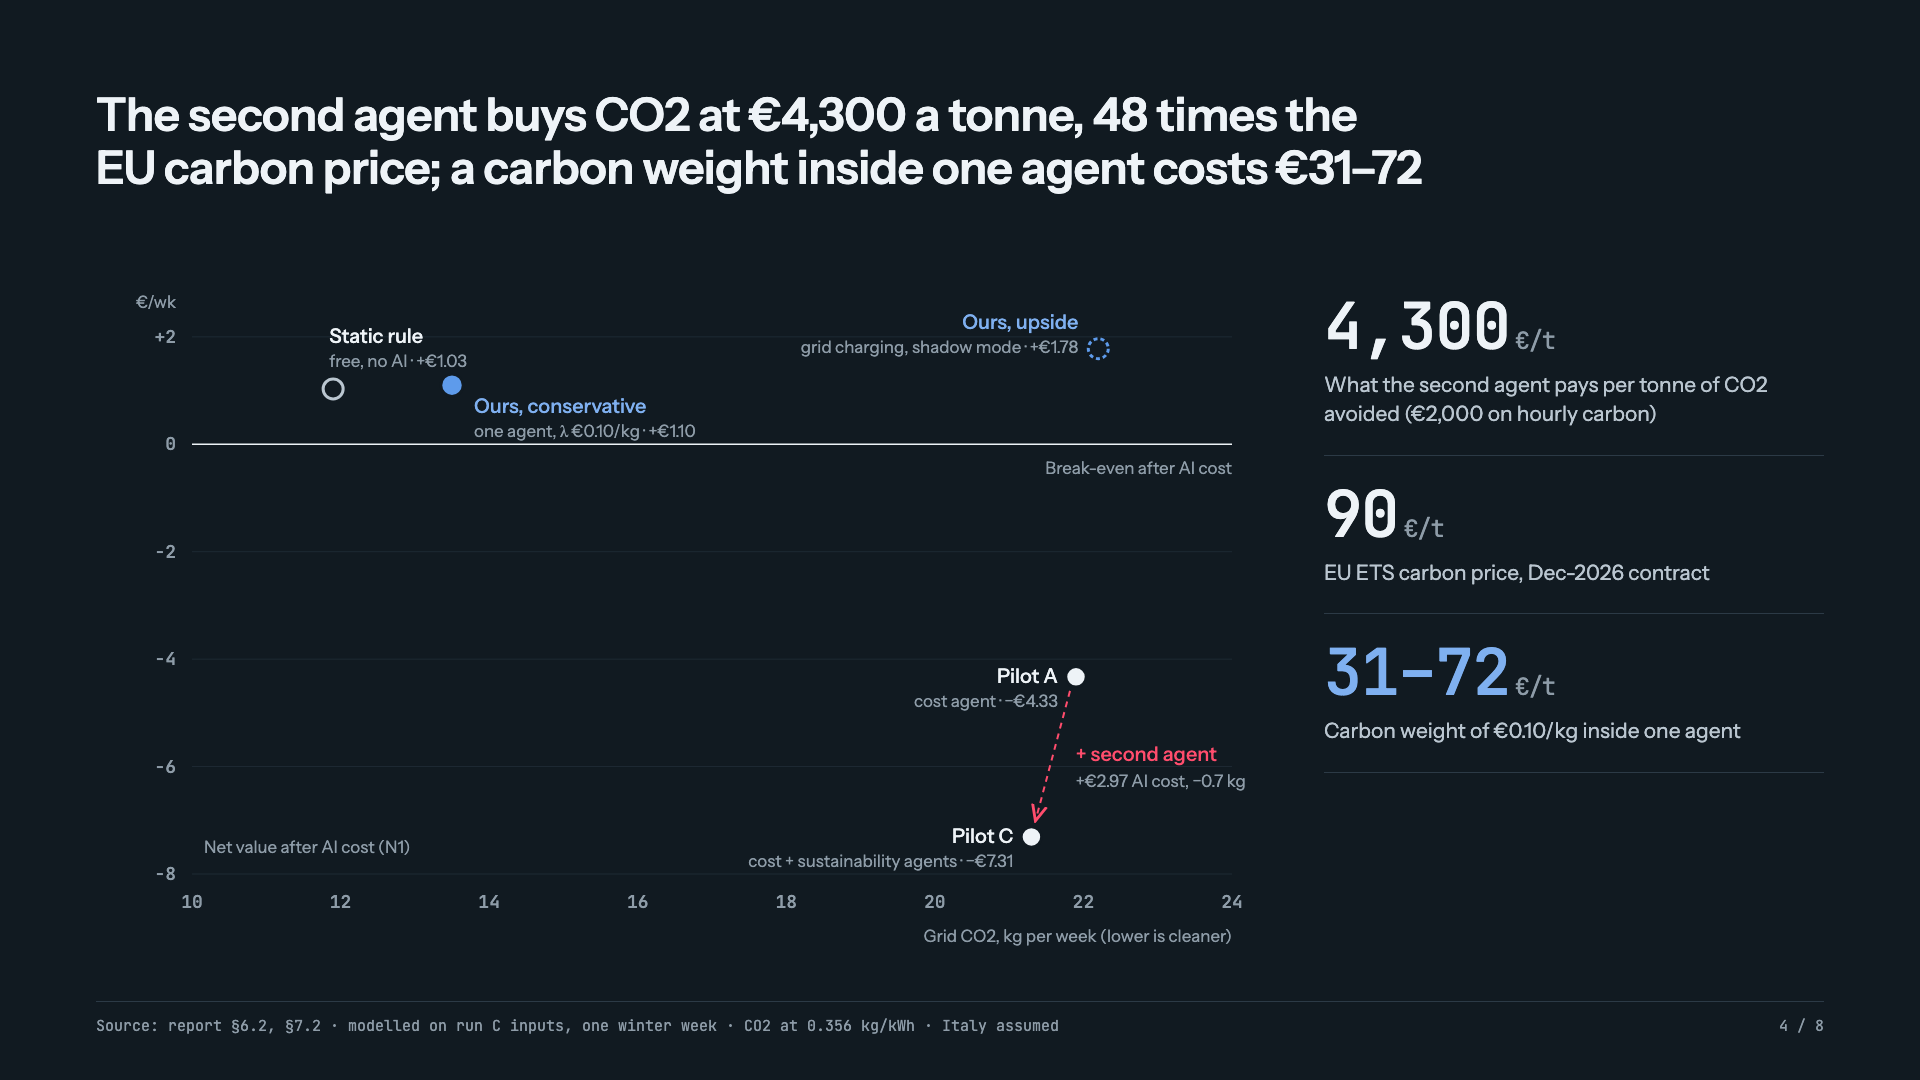 The second agent buys CO2 at €4,300 a tonne, 48 times the
EU carbon price; a carbon weight inside one agent costs €31–72
€/wk
+2
0
-2
-4
-6
-8
Static rule
free, no AI · +€1.03
Ours, conservative
one agent, λ €0.10/kg · +€1.10
Ours, upside
grid charging, shadow mode · +€1.78
Break-even after AI cost
Pilot A
cost agent · −€4.33
+ second agent
+€2.97 AI cost, −0.7 kg
Pilot C
cost + sustainability agents · −€7.31
Net value after AI cost (N1)
10 12 14 16 18 20 22 24
Grid CO2, kg per week (lower is cleaner)
4,300 €/t
What the second agent pays per tonne of CO2
avoided (€2,000 on hourly carbon)
90 €/t
EU ETS carbon price, Dec-2026 contract
31–72 €/t
Carbon weight of €0.10/kg inside one agent
Source: report §6.2, §7.2 · modelled on run C inputs, one winter week · CO2 at 0.356 kg/kWh · Italy assumed
4 / 8